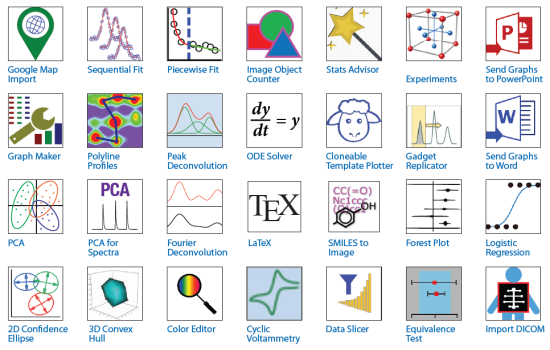 P
Google Map
Import
Sequential Fit
Piecewise Fit
Image Object
Counter
Stats Advisor
Experiments
Send Graphs
to PowerPoint
dy
dt = y
W
Graph Maker
Polyline
Profiles
Peak
Deconvolution
ODE Solver
Cloneable
Template Plotter
Gadget
Replicator
Send Graphs
to Word
PCA
TEX
CC(=O)
Nc1ccc
OH
PCA
PCA for
Spectra
Fourier
Deconvolution
LaTeX
SMILES to
Image
Forest Plot
Logistic
Regression
2D Confidence
Ellipse
3D Convex
Hull
Color Editor
Cyclic
Voltammetry
Data Slicer
Equivalence
Test
Import DICOM